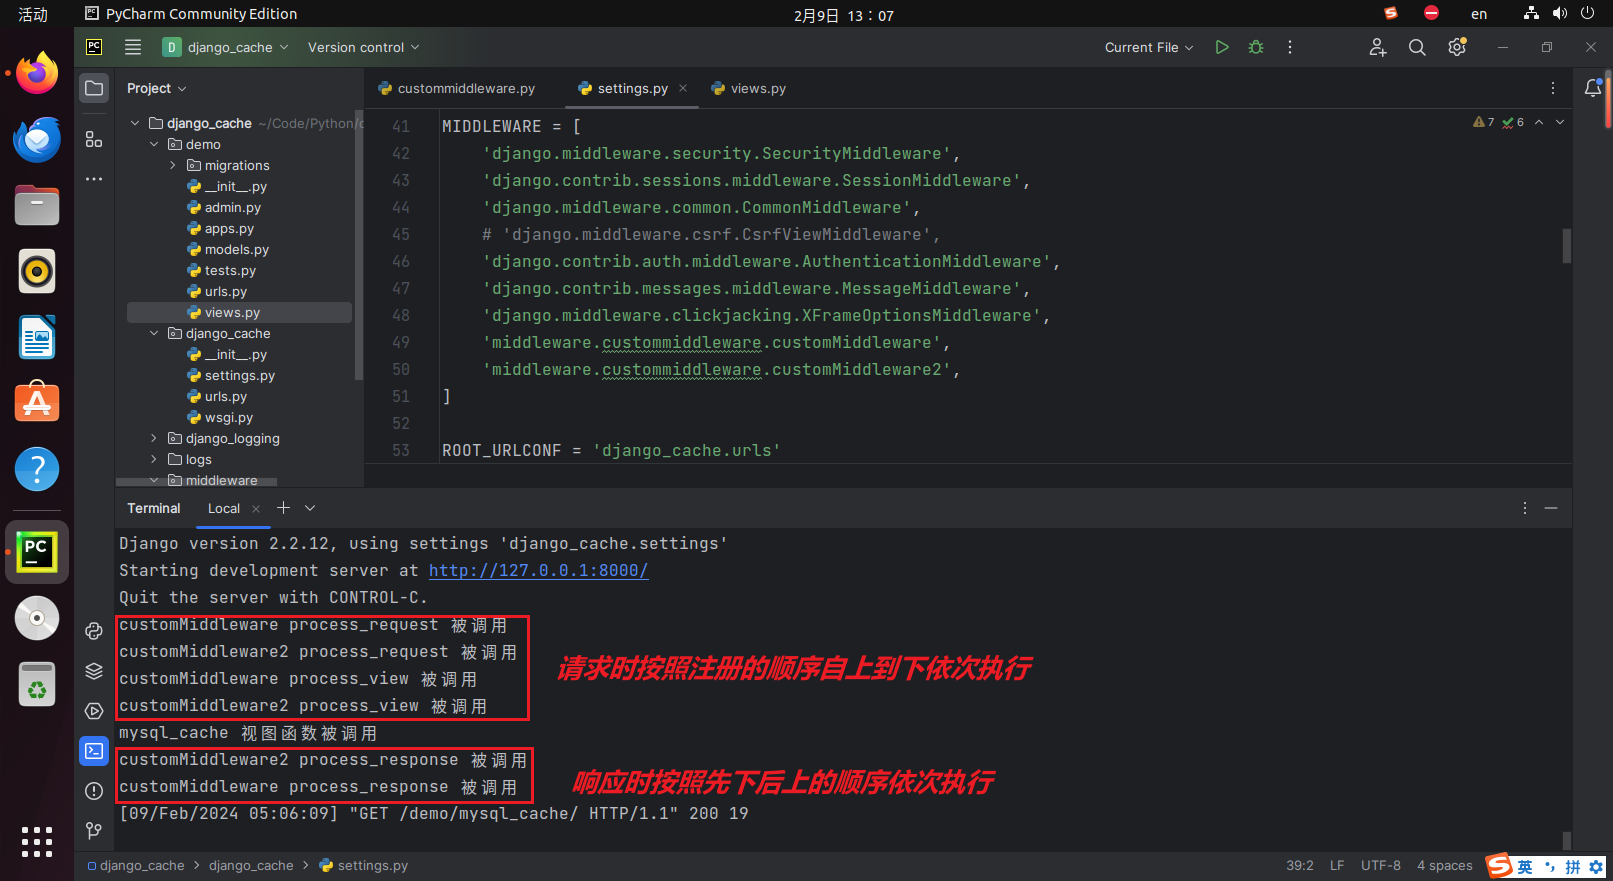 活动 PyCharm Community Edition 2月9日 13：07 en
PC D django_cache Version control Current File
Project
custommiddleware.py settings.py views.py
django_cache ~/Code/Python/
demo
migrations
__init__.py
admin.py
apps.py
models.py
tests.py
urls.py
views.py
django_cache
__init__.py
settings.py
urls.py
wsgi.py
django_logging
logs
middleware
7 6
41 MIDDLEWARE = [
42 'django.middleware.security.SecurityMiddleware',
43 'django.contrib.sessions.middleware.SessionMiddleware',
44 'django.middleware.common.CommonMiddleware',
45 # 'django.middleware.csrf.CsrfViewMiddleware',
46 'django.contrib.auth.middleware.AuthenticationMiddleware',
47 'django.contrib.messages.middleware.MessageMiddleware',
48 'django.middleware.clickjacking.XFrameOptionsMiddleware',
49 'middleware.custommiddleware.customMiddleware',
50 'middleware.custommiddleware.customMiddleware2',
51 ]
52
53 ROOT_URLCONF = 'django_cache.urls'
Terminal Local
Django version 2.2.12, using settings 'django_cache.settings'
Starting development server at http://127.0.0.1:8000/
Quit the server with CONTROL-C.
customMiddleware process_request 被调用
customMiddleware2 process_request 被调用
customMiddleware process_view 被调用
customMiddleware2 process_view 被调用
请求时按照注册的顺序自上到下依次执行
mysql_cache 视图函数被调用
customMiddleware2 process_response 被调用
customMiddleware process_response 被调用
响应时按照先下后上的顺序依次执行
[09/Feb/2024 05:06:09] "GET /demo/mysql_cache/ HTTP/1.1" 200 19
django_cache django_cache settings.py 39:2 LF UTF-8 4 spaces
S 英 拼
PC